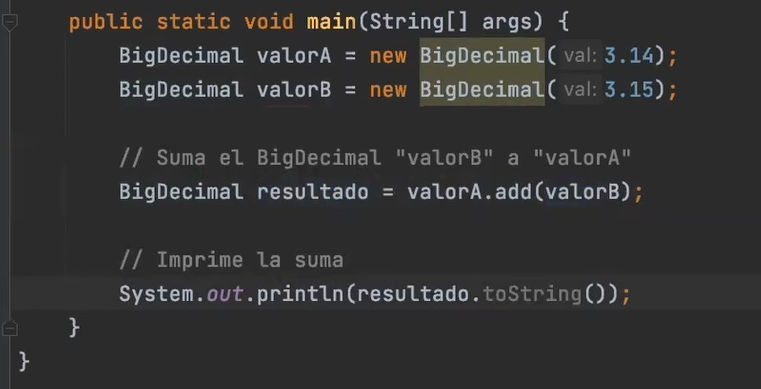 public static void main(String[] args) {
BigDecimal valorA = new BigDecimal( val: 3.14);
BigDecimal valorB = new BigDecimal( val: 3.15);
// Suma el BigDecimal "valorB" a "valorA"
BigDecimal resultado = valorA.add(valorB);
// Imprime la suma
System.out.println(resultado.toString());
}
}